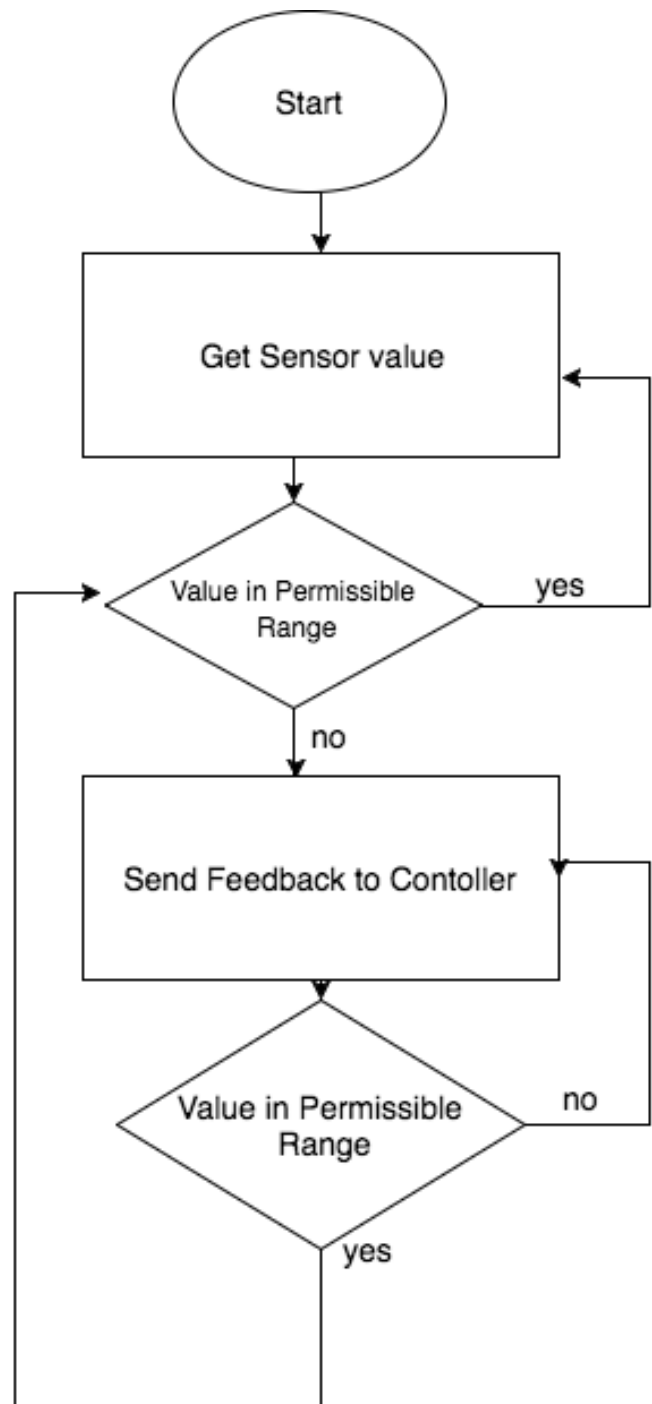 Start
Get Sensor value
Value in Permissible
Range
yes
no
Send Feedback to Contoller
Value in Permissible
Range
no
yes